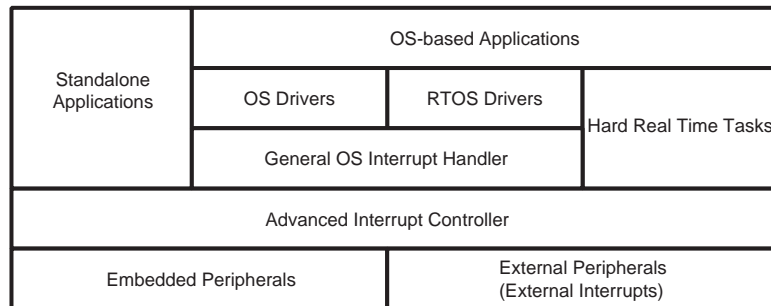 OS-based Applications
Standalone
Applications
OS Drivers
RTOS Drivers
Hard Real Time Tasks
General OS Interrupt Handler
Advanced Interrupt Controller
Embedded Peripherals
External Peripherals
(External Interrupts)